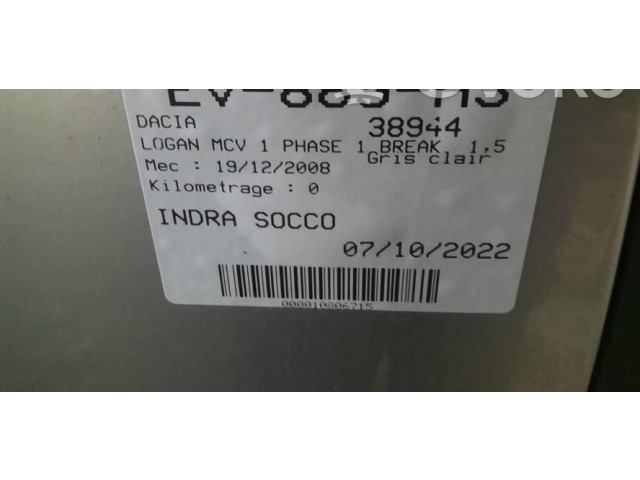 DACIA 38944
LOGAN MCV 1 PHASE 1 BREAK 1.5
Gris clair
Mec : 19/12/2008
Kilometrage : 0
INDRA SOCCO
07/10/2022
000010806715